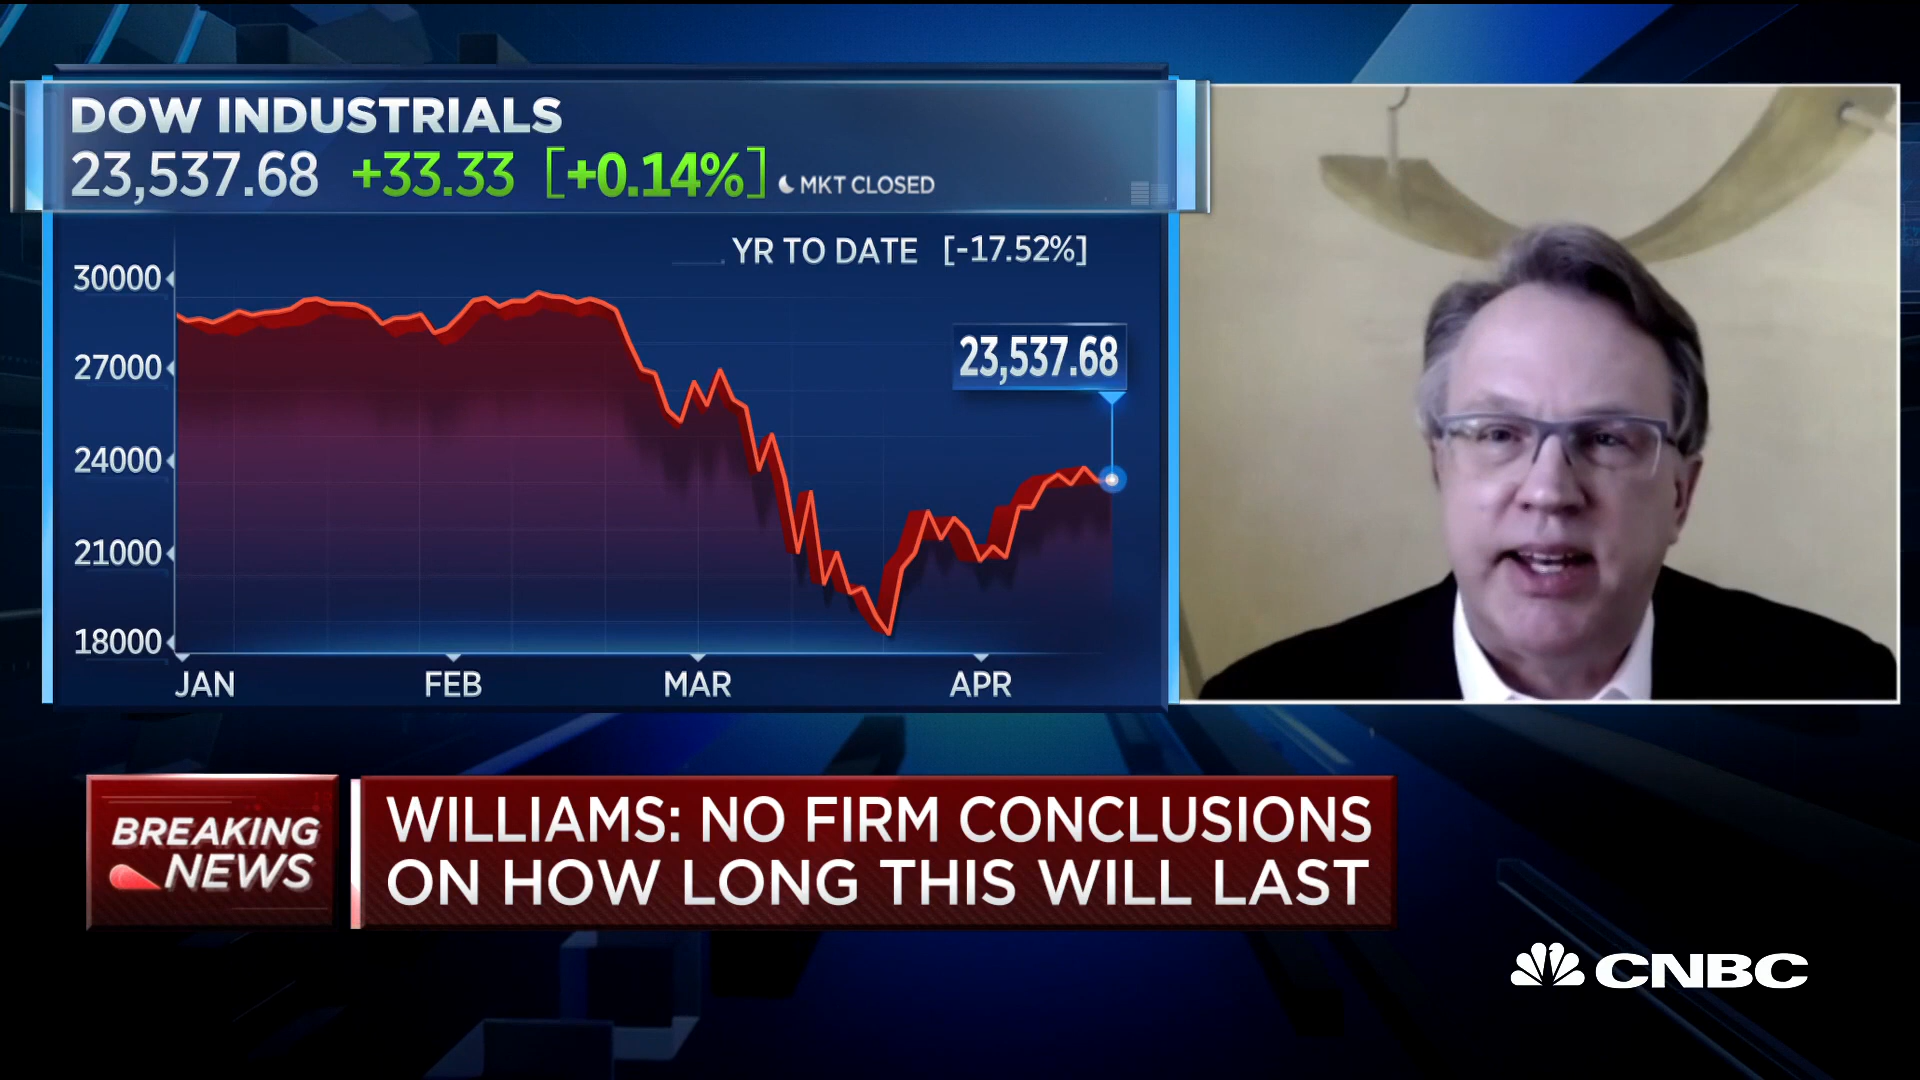 DOW INDUSTRIALS
23,537.68 +33.33 [+0.14%] MKT CLOSED
YR TO DATE [-17.52%]
30000
27000
24000
21000
18000
23,537.68
JAN FEB MAR APR
BREAKING
NEWS
WILLIAMS: NO FIRM CONCLUSIONS
ON HOW LONG THIS WILL LAST
CNBC